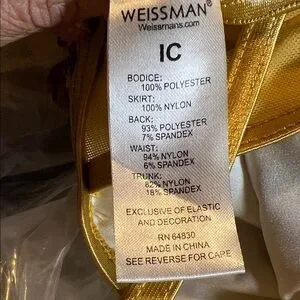 WEISSMAN®
Weissmans.com
IC
BODICE:
100% POLYESTER
SKIRT:
100% NYLON
BACK:
93% POLYESTER
7% SPANDEX
WAIST:
94% NYLON
6% SPANDEX
TRUNK:
82% NYLON
18% SPANDEX
EXCLUSIVE OF ELASTIC
AND DECORATION
RN 64830
MADE IN CHINA
SEE REVERSE FOR CAPE